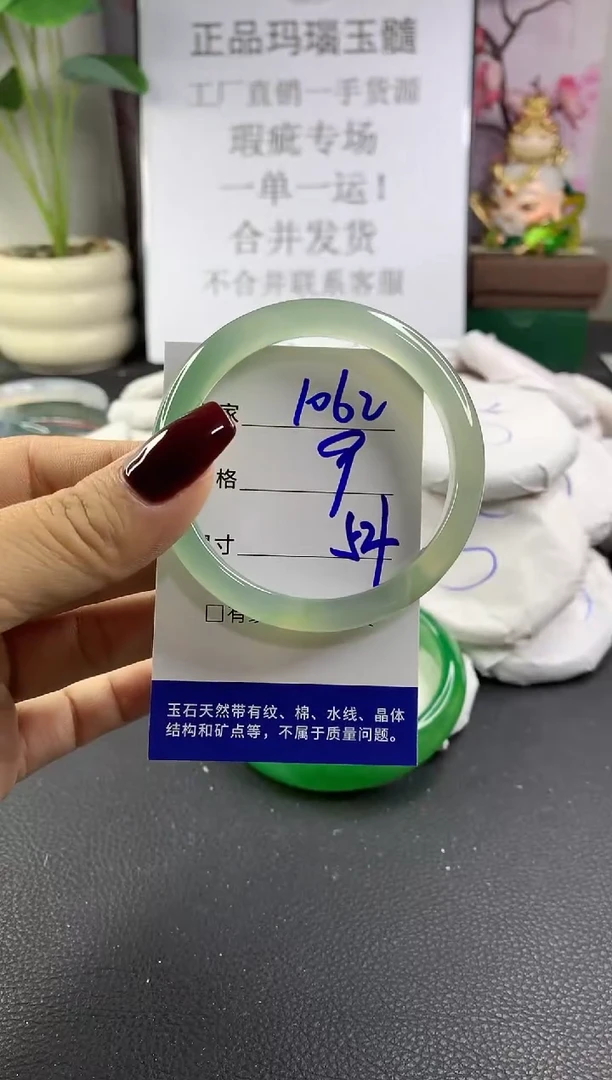 正品玛瑙玉髓
工厂直销一手货源
瑕疵专场
一单一运！
合并发货
不合并联系客服
家 1062
格 9
寸 54
□有
玉石天然带有纹、棉、水线、晶体
结构和矿点等，不属于质量问题。